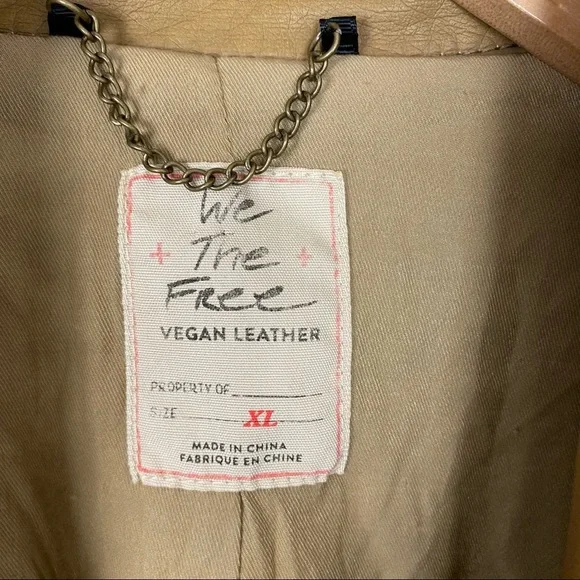 We
The
Free
VEGAN LEATHER
PROPERTY OF
SIZE XL
MADE IN CHINA
FABRIQUE EN CHINE